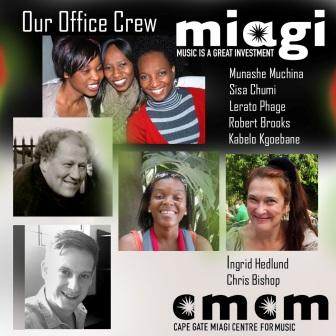 Our Office Crew
miagi
MUSIC IS A GREAT INVESTMENT
Munashe Muchina
Sisa Chumi
Lerato Phage
Robert Brooks
Kabelo Kgoebane
Ingrid Hedlund
Chris Bishop
cmcm
CAPE GATE MIAGI CENTRE FOR MUSIC